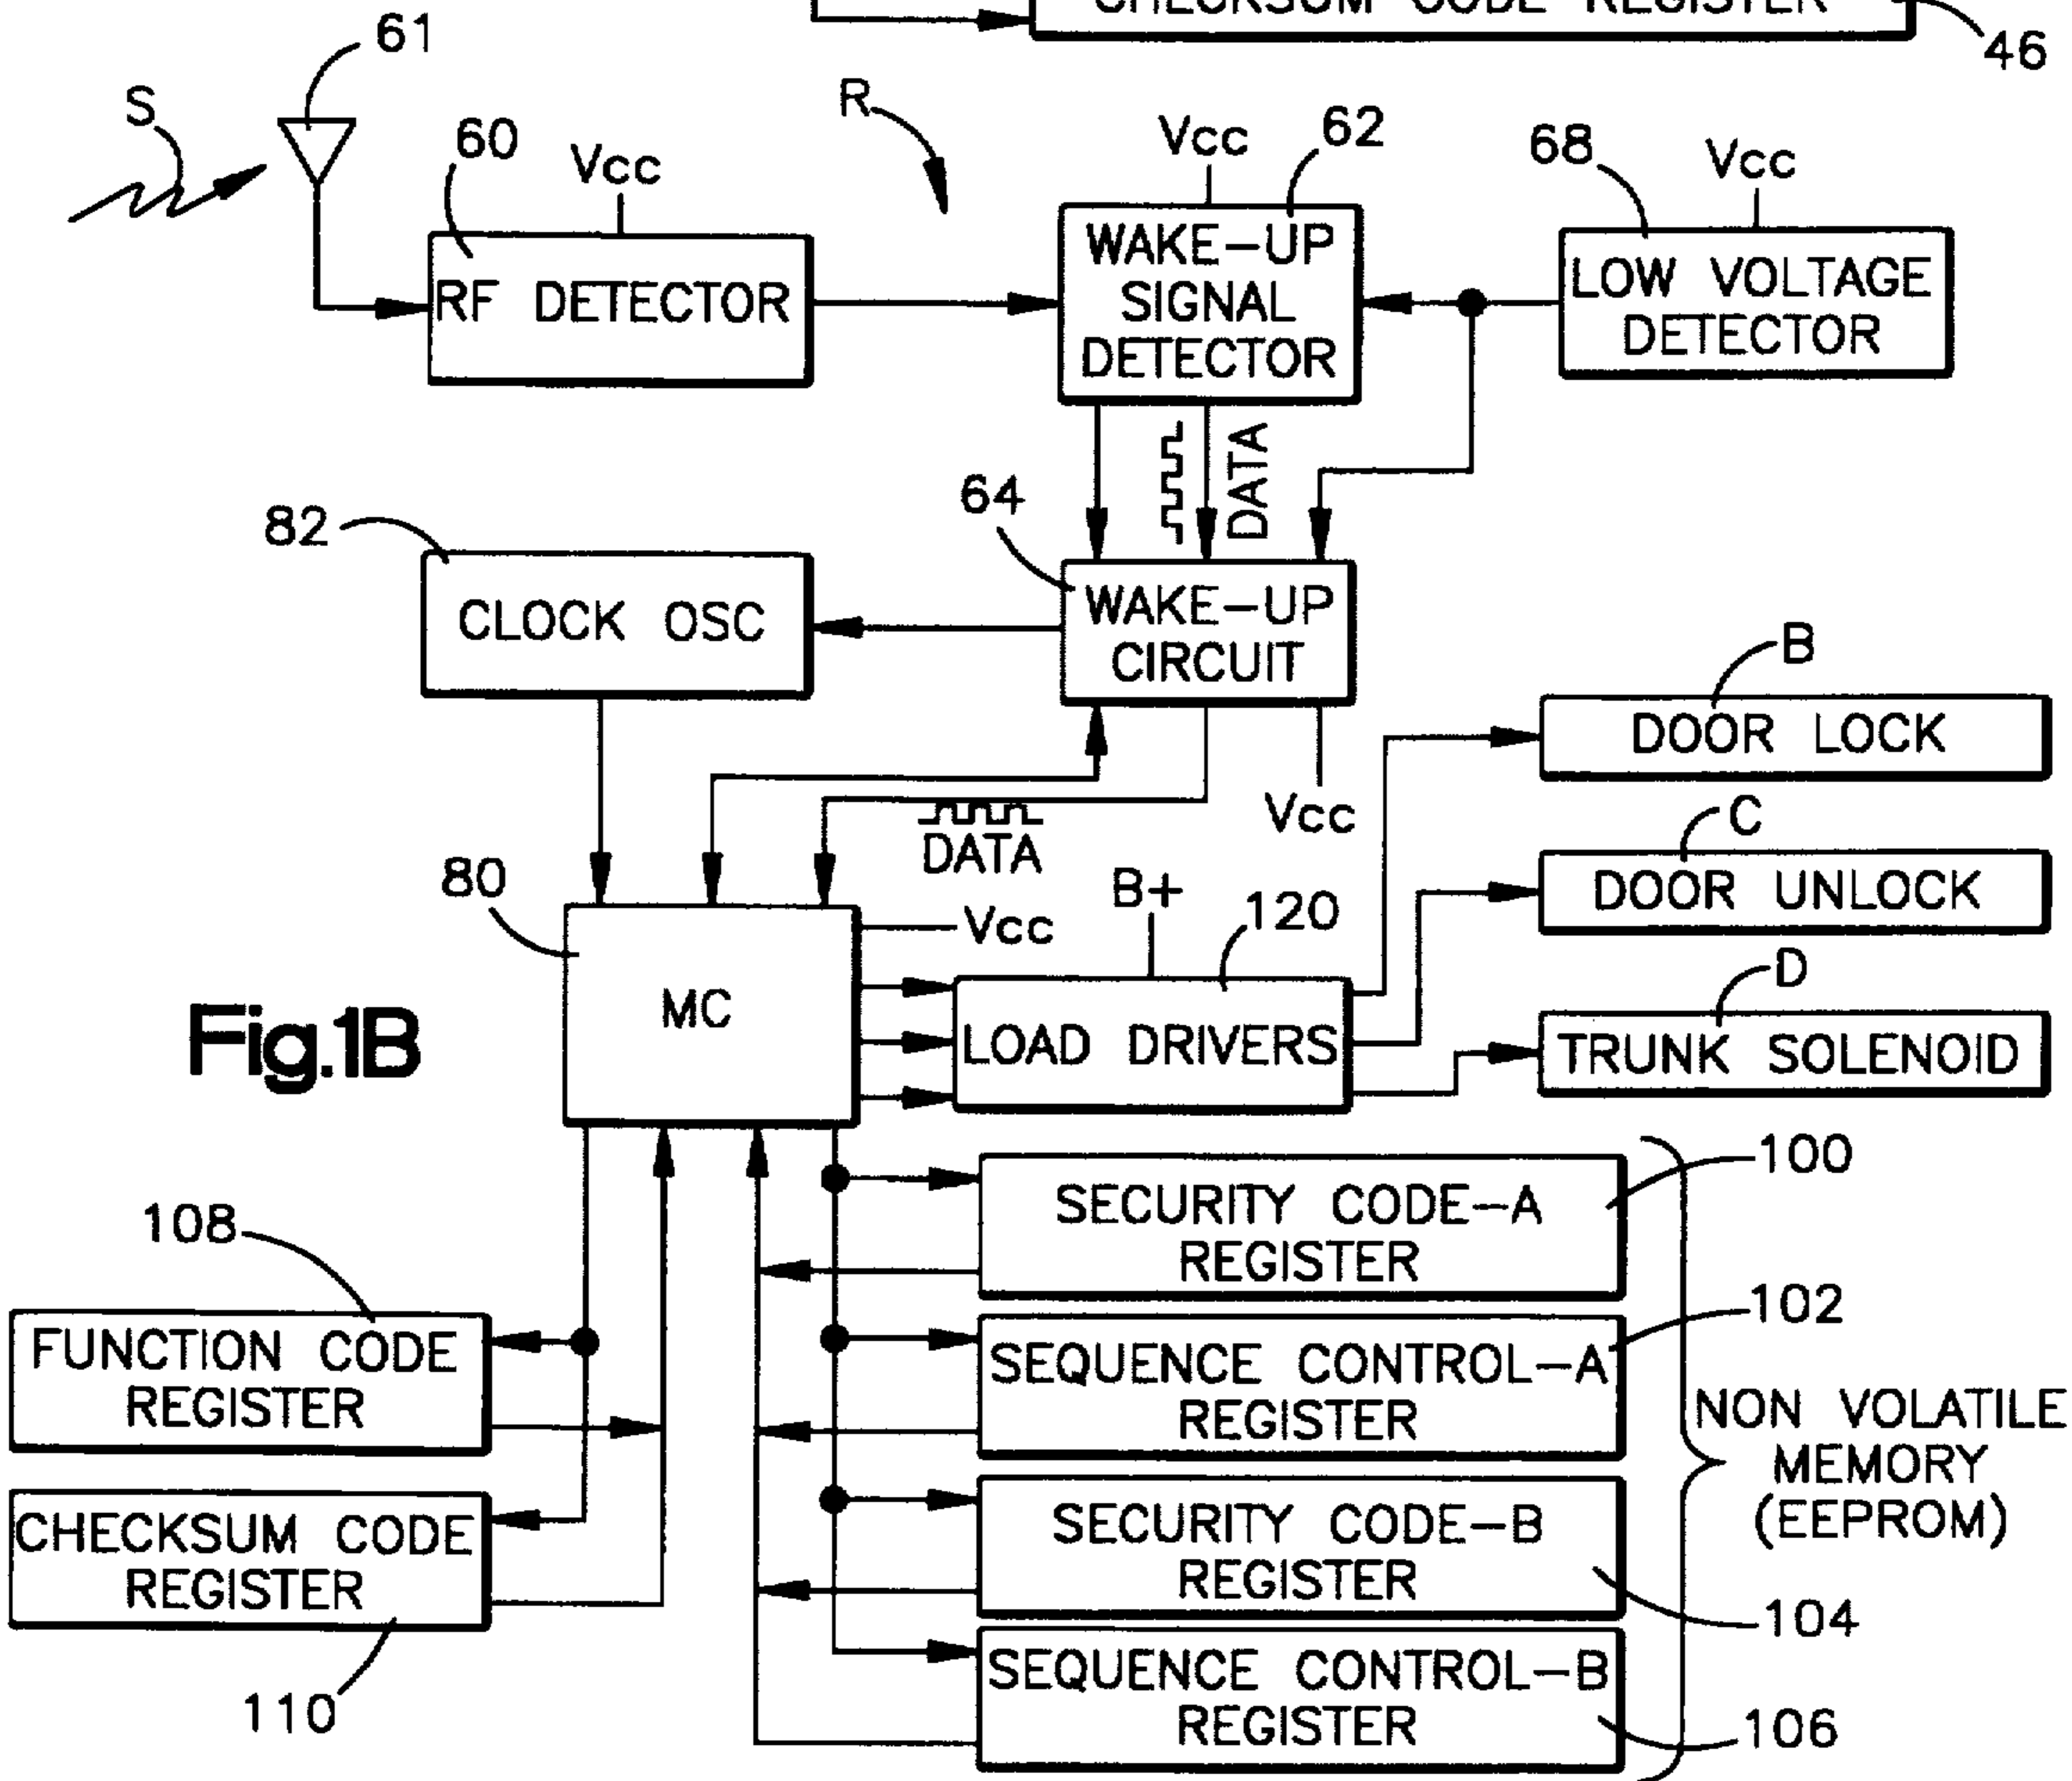 CHECKSUM CODE REGISTER
46
61
S
R
60
Vcc
Vcc
62
68
Vcc
RF DETECTOR
WAKE-UP
SIGNAL
DETECTOR
LOW VOLTAGE
DETECTOR
DATA
64
82
CLOCK OSC
WAKE-UP
CIRCUIT
B
DOOR LOCK
Vcc
DATA
C
DOOR UNLOCK
80
Vcc
B+
120
MC
LOAD DRIVERS
D
TRUNK SOLENOID
Fig.1B
100
SECURITY CODE-A
REGISTER
108
FUNCTION CODE
REGISTER
102
SEQUENCE CONTROL-A
REGISTER
NON VOLATILE
MEMORY
(EEPROM)
CHECKSUM CODE
REGISTER
110
SECURITY CODE-B
REGISTER
104
SEQUENCE CONTROL-B
REGISTER
106